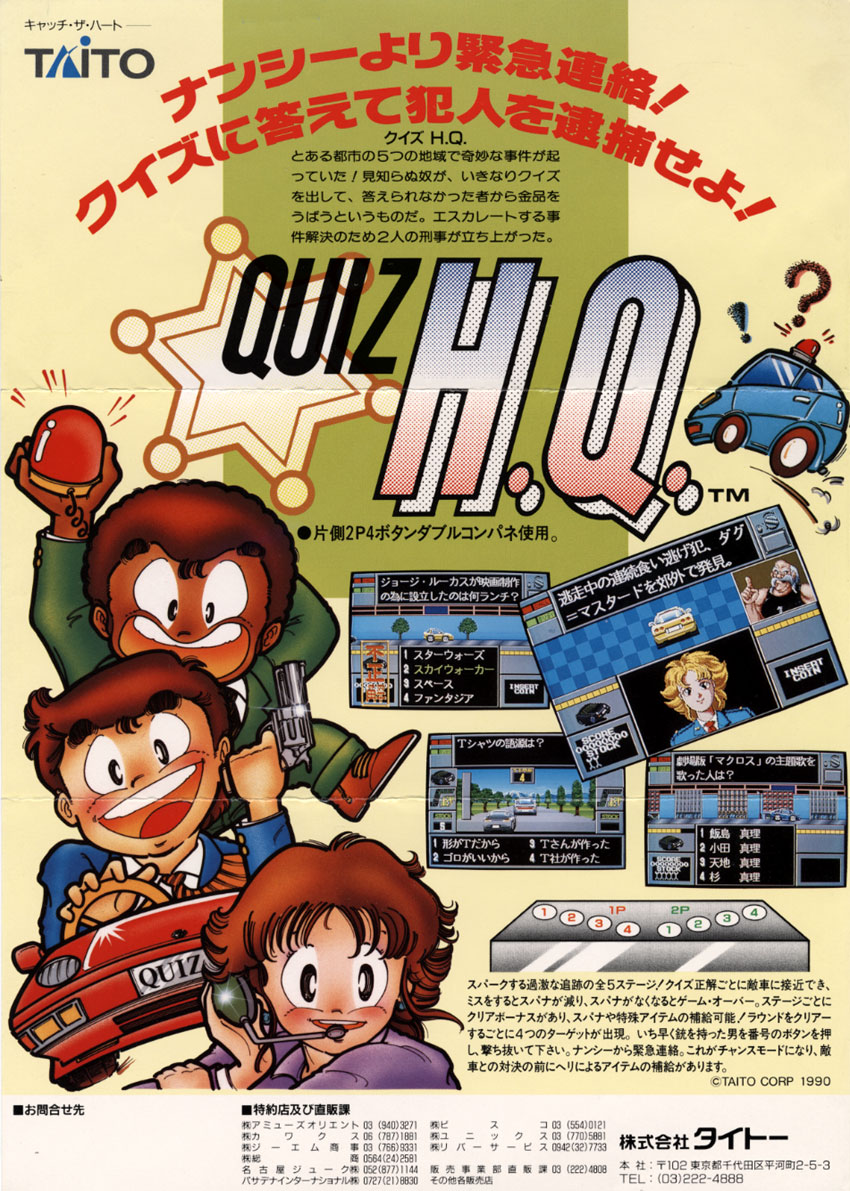 キャッチ・ザ・ハート
TAITO
ナンシーより緊急連絡!
クイズに答えて犯人を逮捕せよ!
クイズ H.Q.
とある都市の5つの地域で奇妙な事件が起
っていた!見知らぬ奴が、いきなりクイズ
を出して、答えられなかった者から金品を
うばうというものだ。エスカレートする事
件解決のため2人の刑事が立ち上がった。
QUIZ H.Q.
TM
●片側2P4ボタンダブルコンパネ使用。
ジョージ・ルーカスが映画制作
の為に設立したのは何ランチ?
1 スターウォーズ
2 スカイウォーカー
3 スペース
4 ファンタジア
不正解
INSERT
COIN
逃走中の連続食い逃げ犯、ダグ
=マスタードを郊外で発見。
SCORE
STOCK
INSERT
COIN
Tシャツの語源は?
4
STOCK
5
1 形がTだから
2 ゴロがいいから
3 Tさんが作った
4 T社が作った
劇場版「マクロス」の主題歌を
歌った人は?
SCORE
STOCK
1 飯島 真理
2 小田 真理
3 天地 真理
4 杉 真理
1P 2P
1 2 3 4 1 2 3 4
QUIZ
スパークする過激な追跡の全5ステージ!クイズ正解ごとに敵車に接近でき、
ミスをするとスパナが減り、スパナがなくなるとゲーム・オーバー。ステージごとに
クリアボーナスがあり、スパナや特殊アイテムの補給可能!ラウンドをクリアー
するごとに4つのターゲットが出現。いち早く銃を持った男を番号のボタンを押
し、撃ち抜いて下さい。ナンシーから緊急連絡。これがチャンスモードになり、敵
車との対決の前にヘリによるアイテムの補給があります。
©TAITO CORP 1990
■お問合せ先
■特約店及び直販課
㈱アミューズオリエント 03 (940)3271
㈱カワクス 06 (787)1881
㈱ジーエム商事 03 (766)9331
㈱総商 0564(24)2581
名古屋ジューク㈱ 052(877)1144
パサデナインターナショナル㈱ 0727(21)8830
㈱ビスコ 03 (554)0121
㈱ユニックス 03 (770)5881
㈱リバーサービス 0942(32)7733
販売事業部直販課 03 (222)4808
その他各販売店
株式会社 タイトー
本社:〒102 東京都千代田区平河町2-5-3
TEL:(03)222-4888